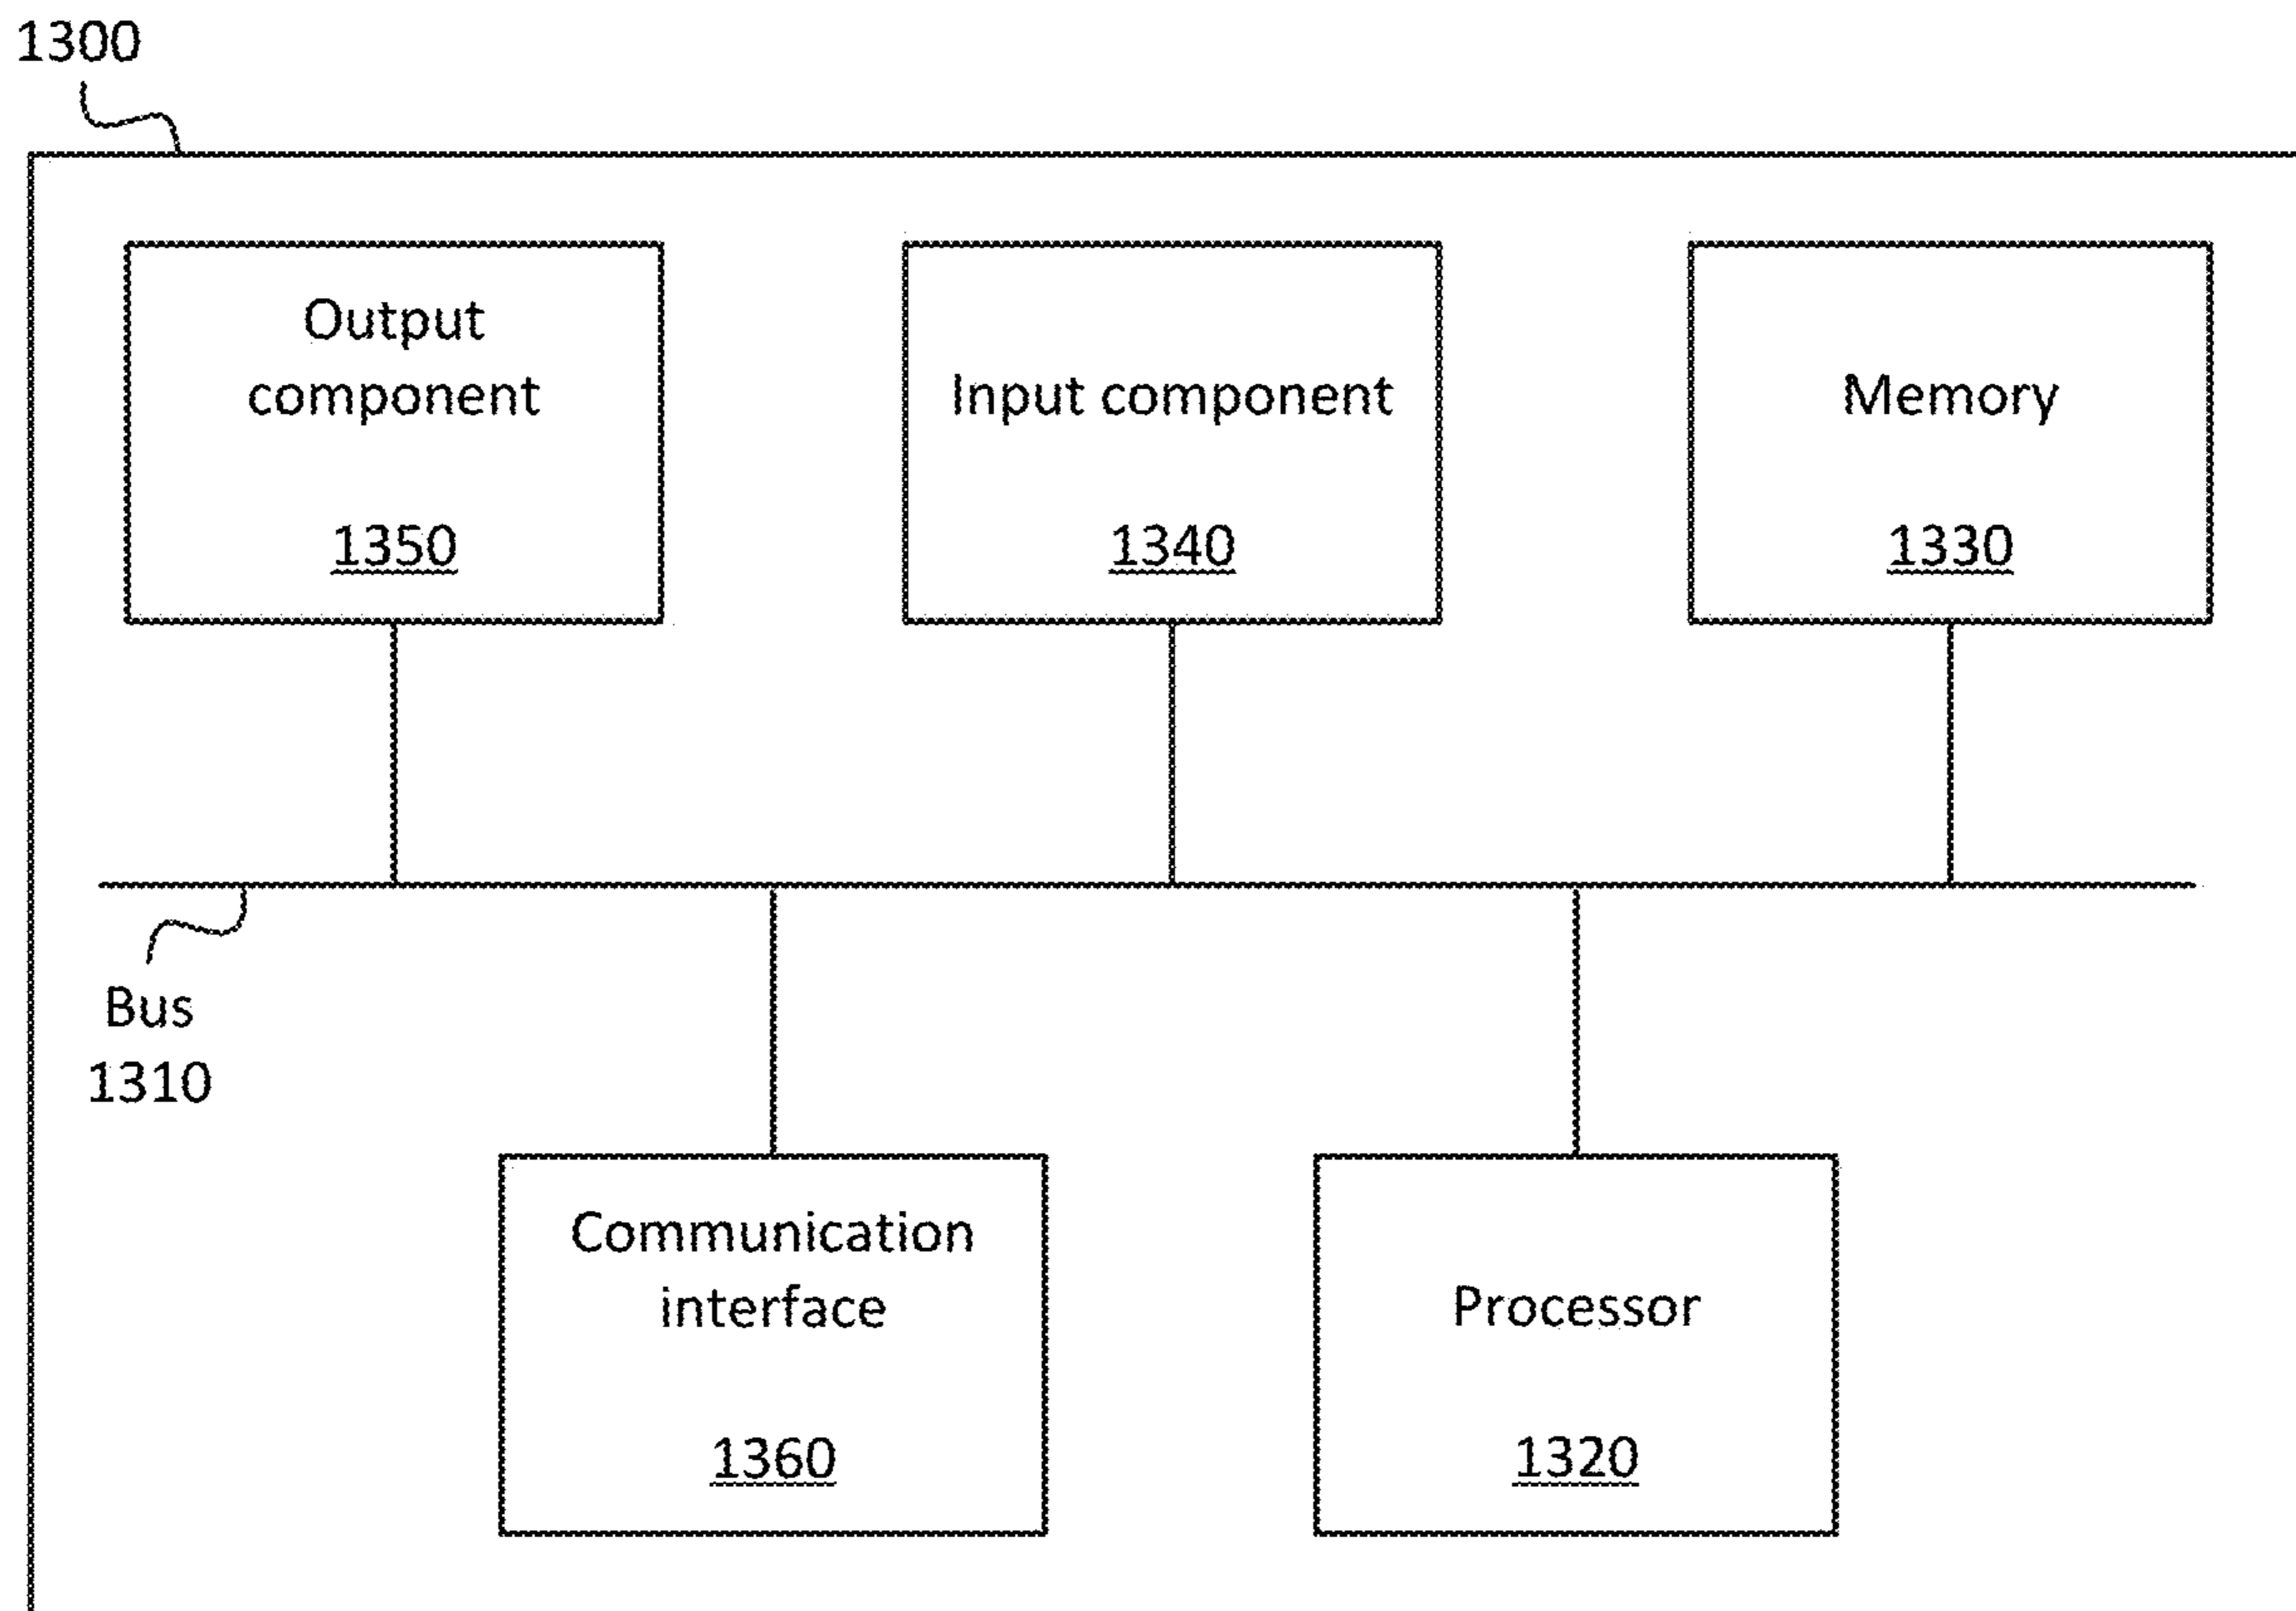 1300
Output
component
1350
Input component
1340
Memory
1330
Bus
1310
Communication
interface
1360
Processor
1320